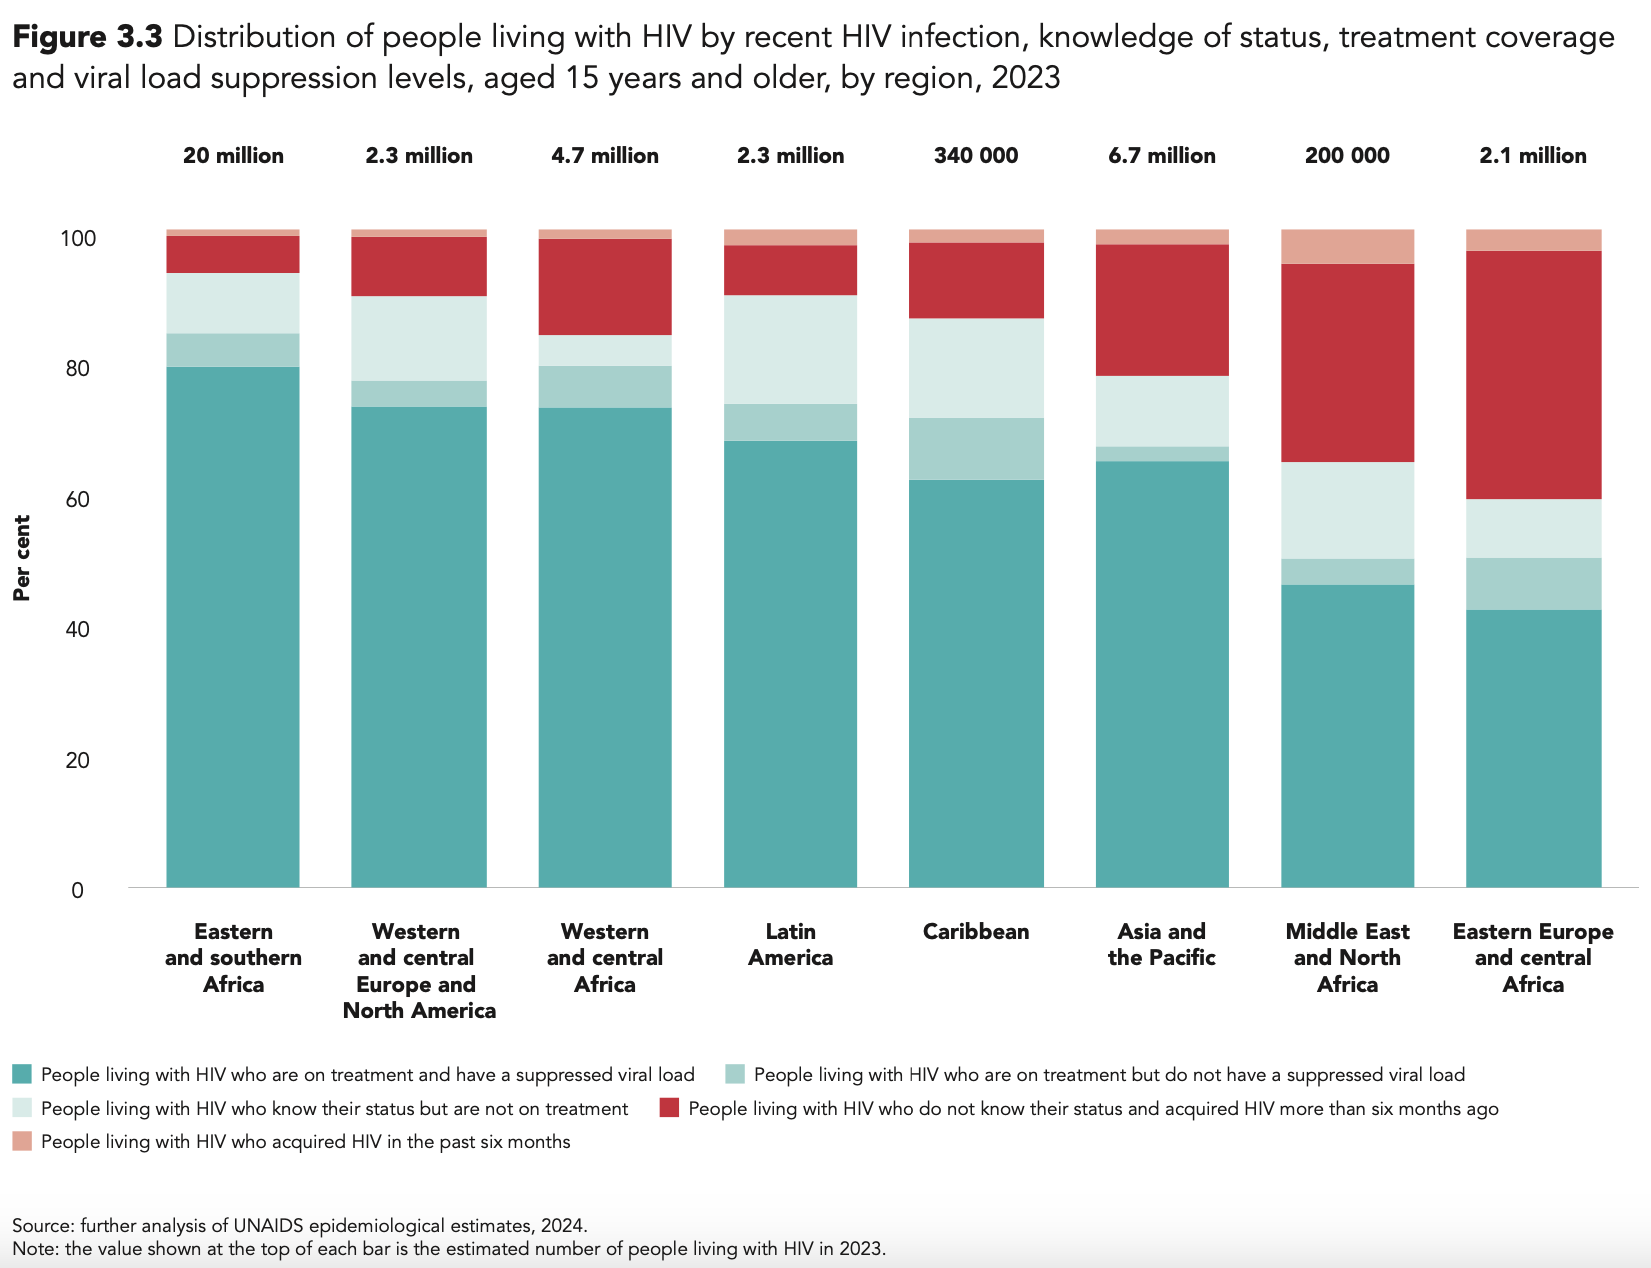 Figure 3.3 Distribution of people living with HIV by recent HIV infection, knowledge of status, treatment coverage
and viral load suppression levels, aged 15 years and older, by region, 2023
20 million
2.3 million
4.7 million
2.3 million
340 000
6.7 million
200 000
2.1 million
Per cent
100
80
60
40
20
0
Eastern
and southern
Africa
Western
and central
Europe and
North America
Western
and central
Africa
Latin
America
Caribbean
Asia and
the Pacific
Middle East
and North
Africa
Eastern Europe
and central
Africa
People living with HIV who are on treatment and have a suppressed viral load
People living with HIV who are on treatment but do not have a suppressed viral load
People living with HIV who know their status but are not on treatment
People living with HIV who do not know their status and acquired HIV more than six months ago
People living with HIV who acquired HIV in the past six months
Source: further analysis of UNAIDS epidemiological estimates, 2024.
Note: the value shown at the top of each bar is the estimated number of people living with HIV in 2023.